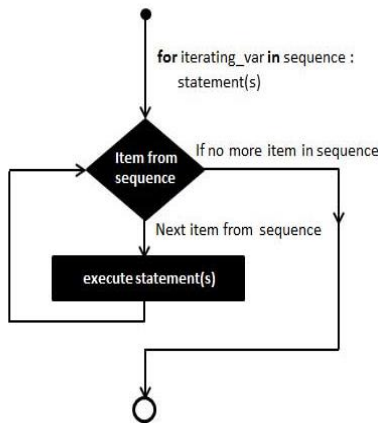 for iterating_var in sequence :
statement(s)
Item from
sequence
If no more item in sequence
Next item from sequence
execute statement(s)